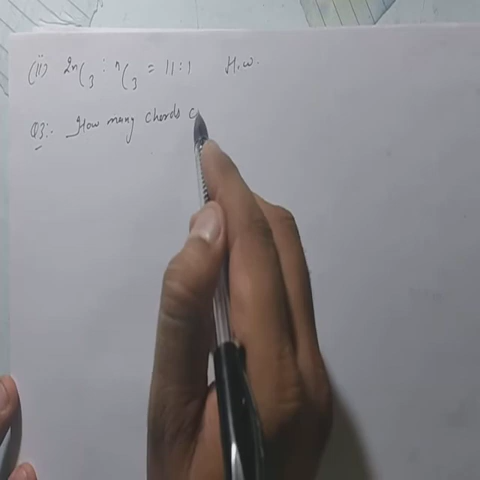 (ii) ²ⁿC₃ : ⁿC₃ = 11:1 H.W.
Q3:- How many chords c